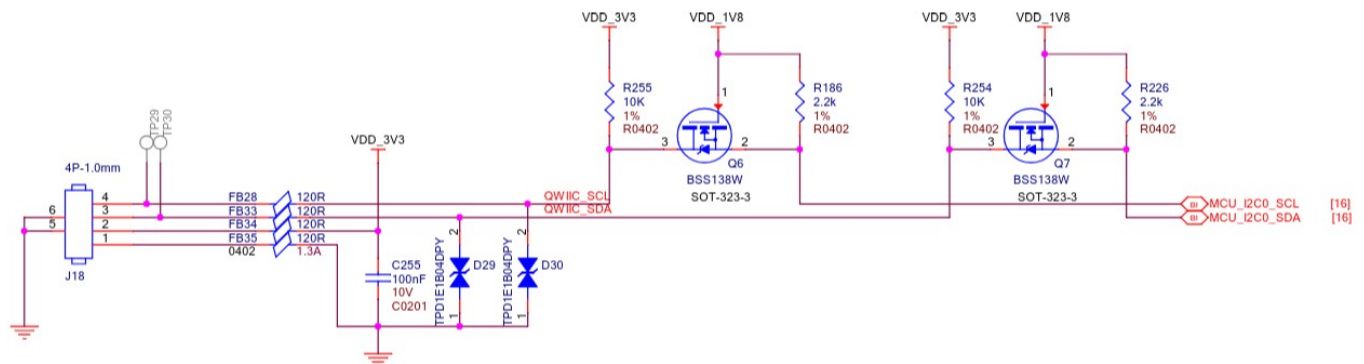 VDD_3V3
VDD_1V8
VDD_3V3
VDD_1V8
R255
10K
1%
R0402
1
R186
2.2k
1%
R0402
R254
10K
1%
R0402
1
R226
2.2k
1%
R0402
3
2
Q6
BSS138W
SOT-323-3
3
2
Q7
BSS138W
SOT-323-3
TP29
TP30
VDD_3V3
4P-1.0mm
6
5
4
3
2
1
J18
FB28 120R
FB33 120R
FB34 120R
FB35 120R
0402 1.3A
QWIIC_SCL
QWIIC_SDA
BI MCU_I2C0_SCL [16]
BI MCU_I2C0_SDA [16]
C255
100nF
10V
C0201
TPD1E1B04DPY
2
D29
1
TPD1E1B04DPY
2
D30
1